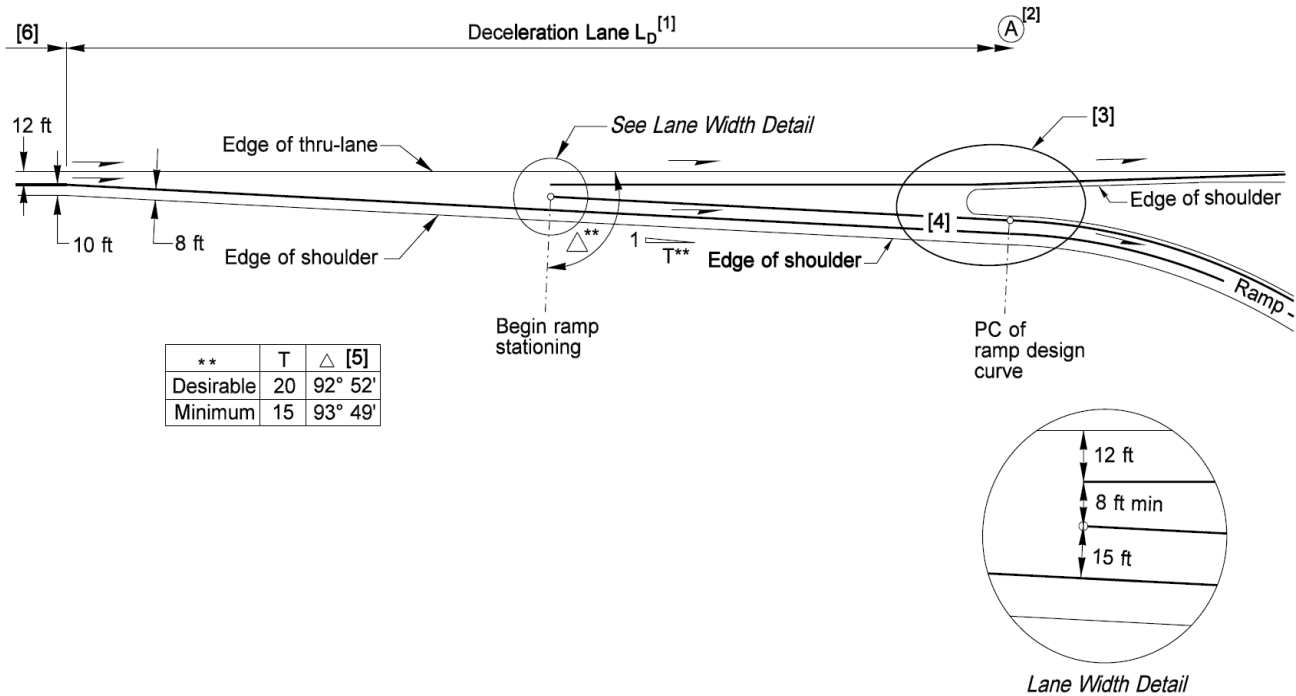 [6]
Deceleration Lane LD[1]
A[2]
12 ft
Edge of thru-lane
See Lane Width Detail
[3]
10 ft
8 ft
Edge of shoulder
△**
1
T**
[4]
Edge of shoulder
Edge of shoulder
Ramp
Begin ramp
stationing
PC of
ramp design
curve
** T △ [5]
Desirable 20 92° 52'
Minimum 15 93° 49'
12 ft
8 ft min
15 ft
Lane Width Detail